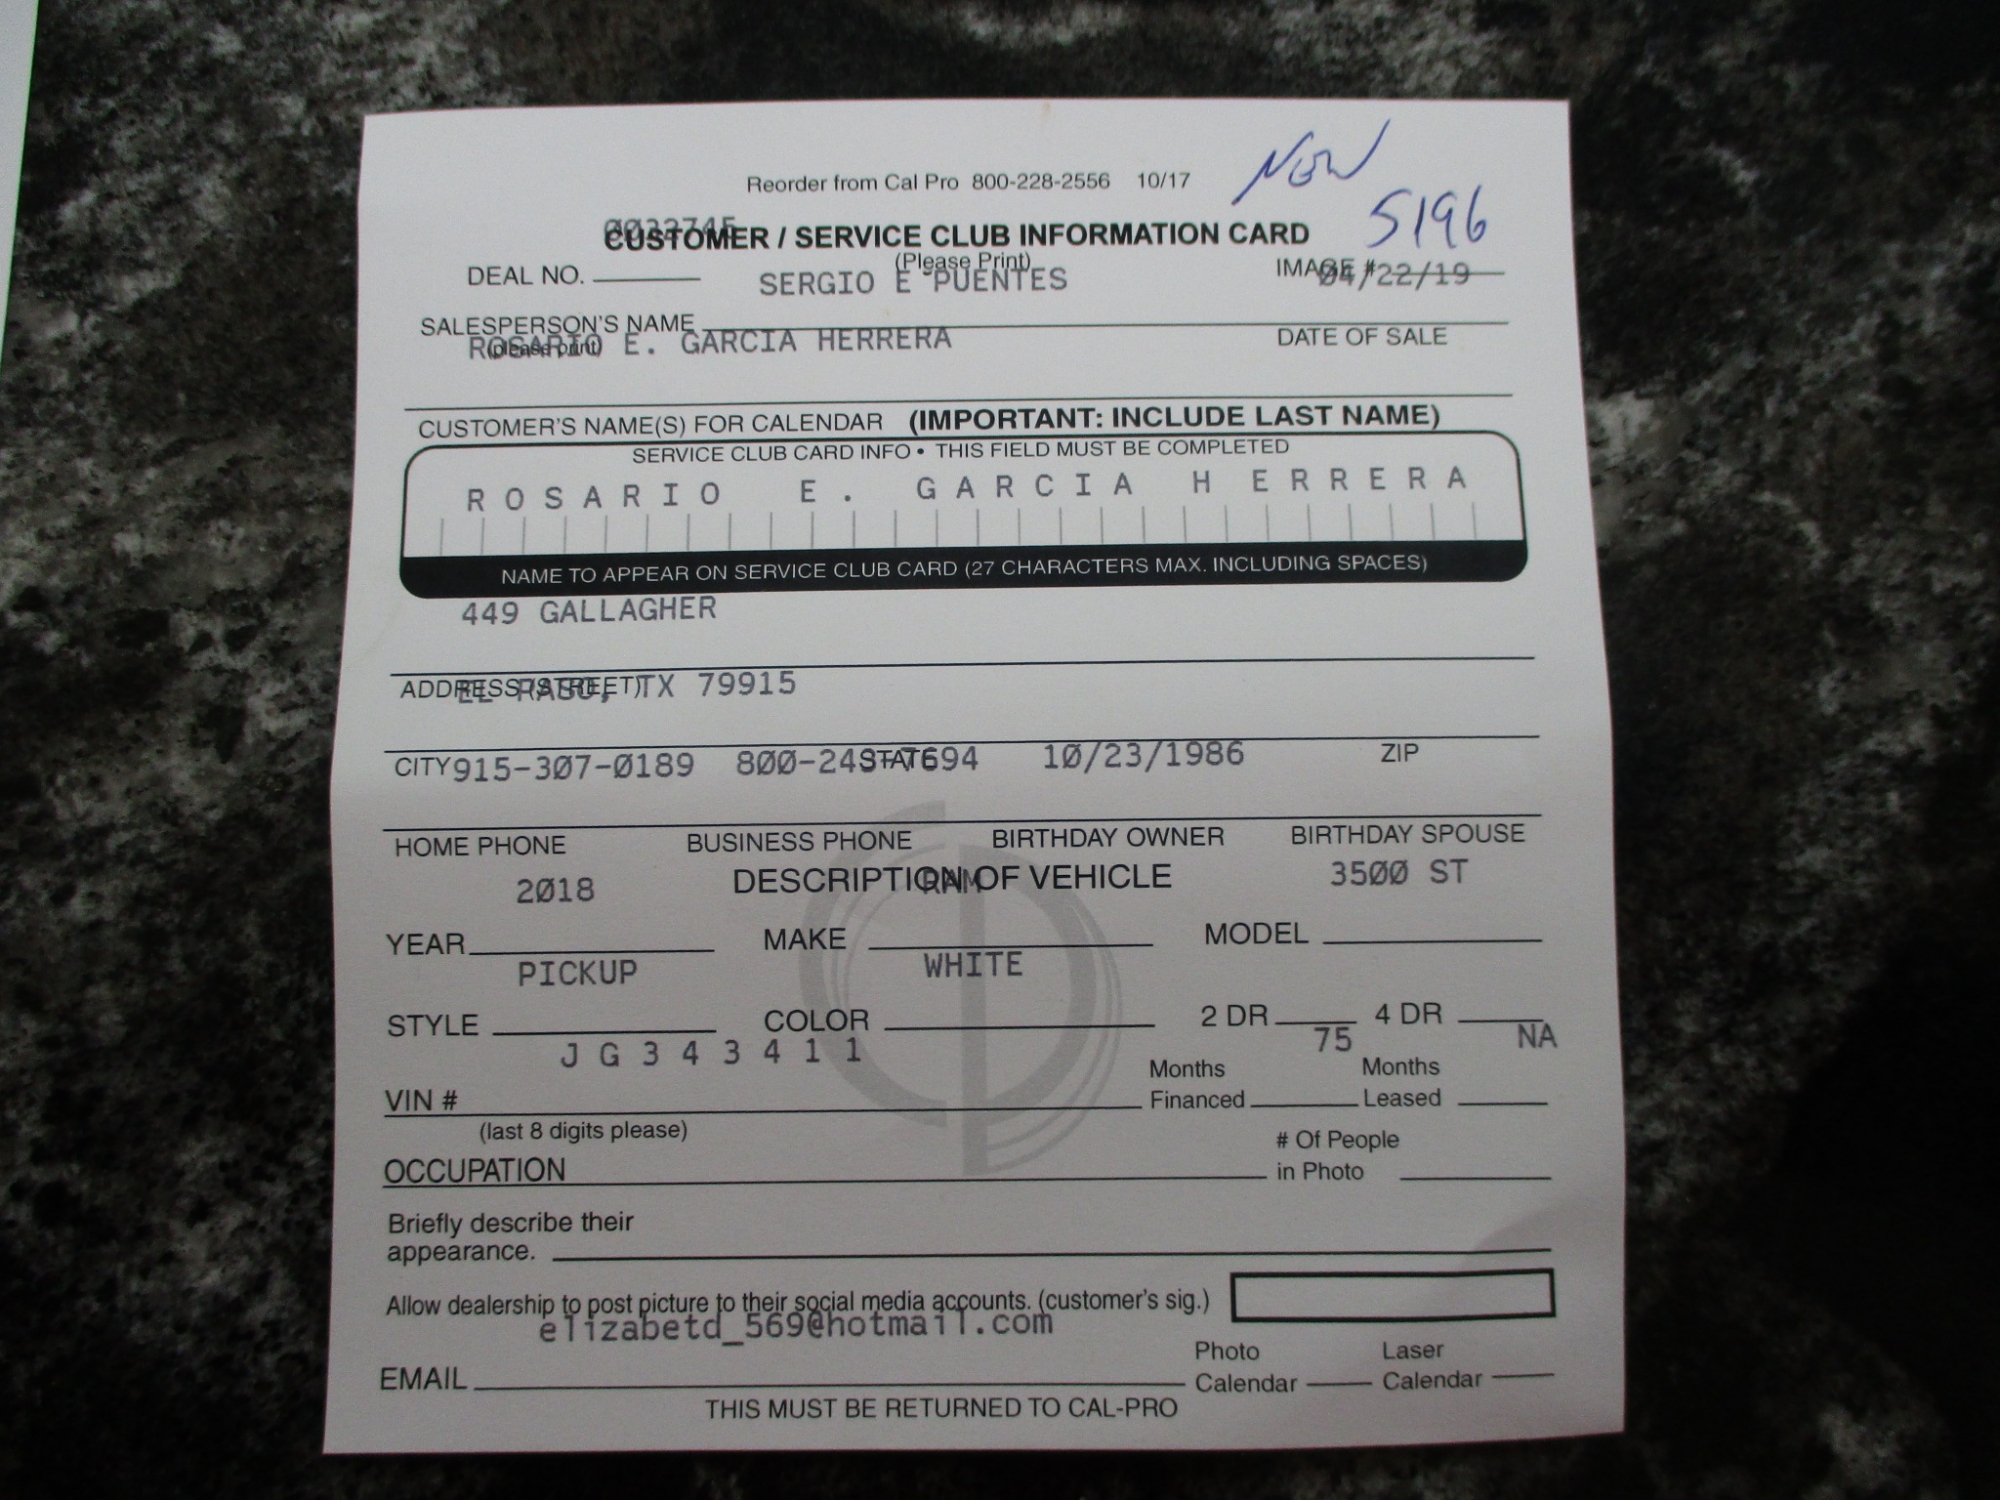 NEW
Reorder from Cal Pro 800-228-2556 10/17
5196
0032745
CUSTOMER / SERVICE CLUB INFORMATION CARD
(Please Print)
DEAL NO. SERGIO E PUENTES IMAGE # 04/22/19
SALESPERSON'S NAME DATE OF SALE
(please print) ROSARIO E. GARCIA HERRERA
CUSTOMER'S NAME(S) FOR CALENDAR (IMPORTANT: INCLUDE LAST NAME)
SERVICE CLUB CARD INFO • THIS FIELD MUST BE COMPLETED
ROSARIO E. GARCIA HERRERA
NAME TO APPEAR ON SERVICE CLUB CARD (27 CHARACTERS MAX. INCLUDING SPACES)
449 GALLAGHER
ADDRESS (STREET) EL PASO, TX 79915
CITY STATE ZIP
915-307-0189 10/23/1986
HOME PHONE BUSINESS PHONE BIRTHDAY OWNER BIRTHDAY SPOUSE
DESCRIPTION OF VEHICLE
2018 RAM 3500 ST
YEAR MAKE MODEL
PICKUP WHITE
STYLE COLOR 2 DR 4 DR
JG343411 75 NA
VIN # Months Financed Months Leased
(last 8 digits please)
OCCUPATION # Of People in Photo
Briefly describe their
appearance.
Allow dealership to post picture to their social media accounts. (customer's sig.)
elizabetd_569@hotmail.com
EMAIL Photo Calendar Laser Calendar
THIS MUST BE RETURNED TO CAL-PRO